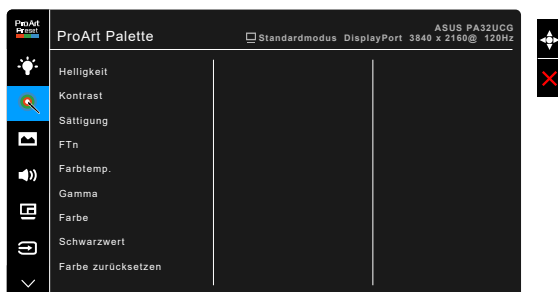 ProArt
Preset
ProArt Palette
ASUS PA32UCG
Standardmodus DisplayPort 3840 x 2160@ 120Hz
Helligkeit
Kontrast
Sättigung
FTn
Farbtemp.
Gamma
Farbe
Schwarzwert
Farbe zurücksetzen